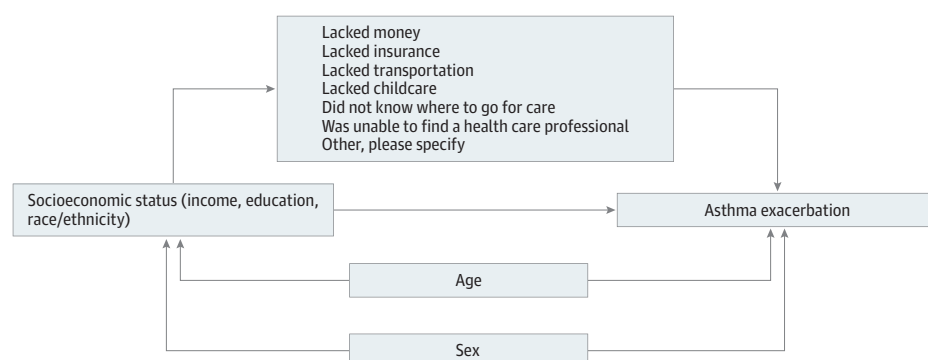 Lacked money
Lacked insurance
Lacked transportation
Lacked childcare
Did not know where to go for care
Was unable to find a health care professional
Other, please specify
Socioeconomic status (income, education,
race/ethnicity)
Asthma exacerbation
Age
Sex